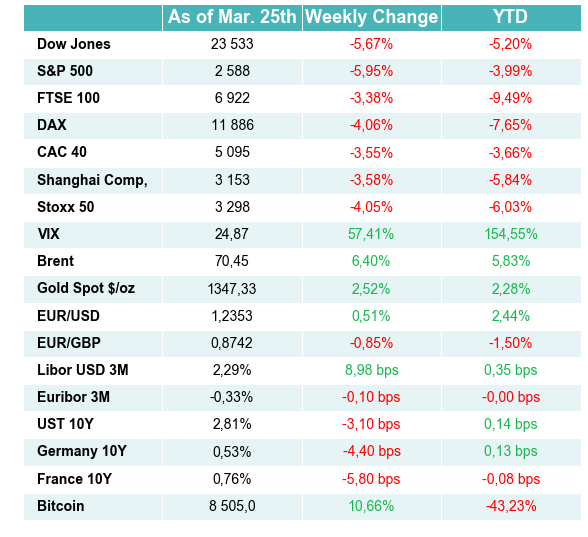 As of Mar. 25th Weekly Change YTD
Dow Jones 23 533 -5,67% -5,20%
S&P 500 2 588 -5,95% -3,99%
FTSE 100 6 922 -3,38% -9,49%
DAX 11 886 -4,06% -7,65%
CAC 40 5 095 -3,55% -3,66%
Shanghai Comp, 3 153 -3,58% -5,84%
Stoxx 50 3 298 -4,05% -6,03%
VIX 24,87 57,41% 154,55%
Brent 70,45 6,40% 5,83%
Gold Spot $/oz 1347,33 2,52% 2,28%
EUR/USD 1,2353 0,51% 2,44%
EUR/GBP 0,8742 -0,85% -1,50%
Libor USD 3M 2,29% 8,98 bps 0,35 bps
Euribor 3M -0,33% -0,10 bps -0,00 bps
UST 10Y 2,81% -3,10 bps 0,14 bps
Germany 10Y 0,53% -4,40 bps 0,13 bps
France 10Y 0,76% -5,80 bps -0,08 bps
Bitcoin 8 505,0 10,66% -43,23%